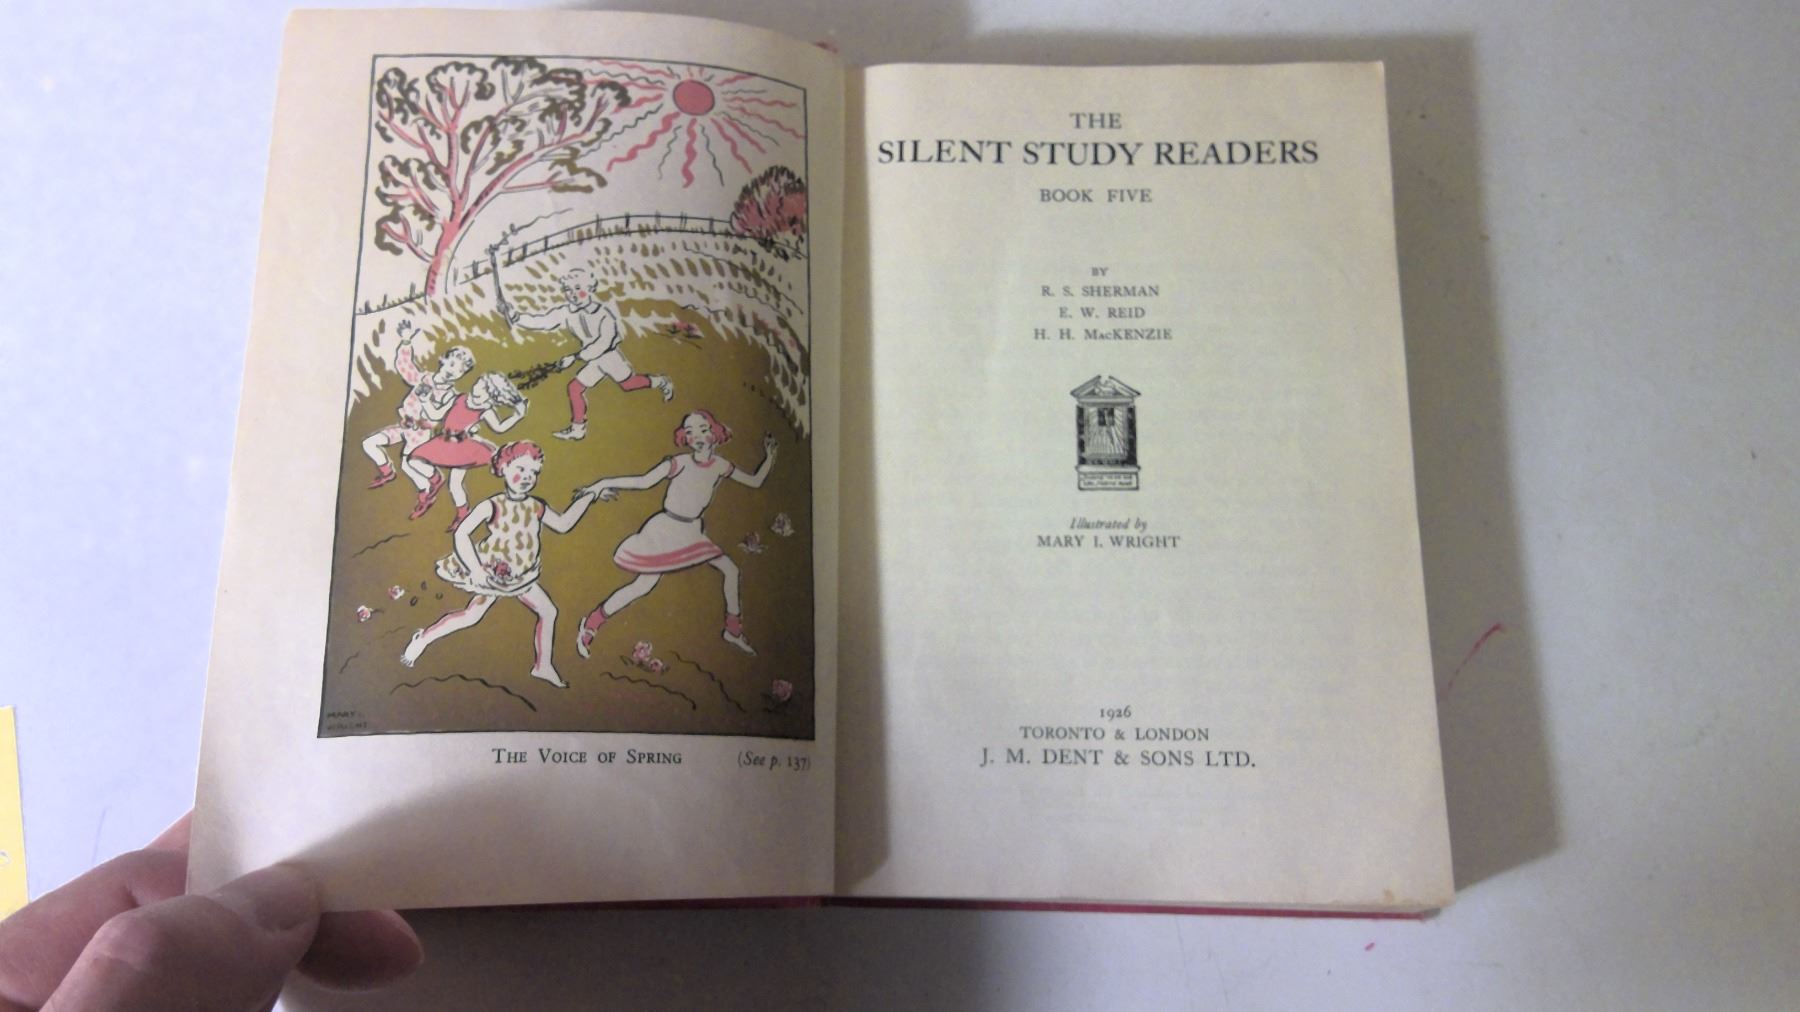 THE VOICE OF SPRING (See p. 137)
THE
SILENT STUDY READERS
BOOK FIVE
BY
R. S. SHERMAN
E. W. REID
H. H. MacKENZIE
Illustrated by
MARY I. WRIGHT
1926
TORONTO & LONDON
J. M. DENT & SONS LTD.